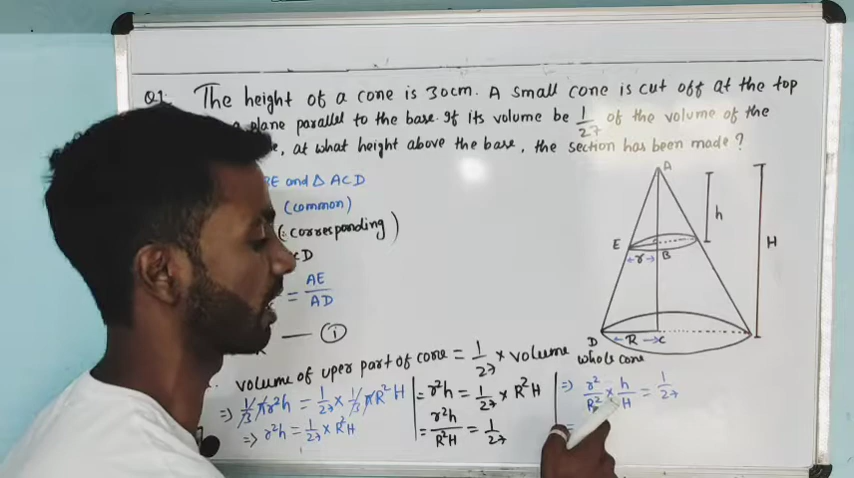 Q1. The height of a cone is 30cm. A small cone is cut off at the top
plane parallel to the base. If its volume be 1/27 of the volume of the
, at what height above the base, the section has been made ?
BE and △ ACD
(common)
(corresponding)
CD
= AE/AD
— ①
volume of uper part of cone = 1/27 × volume whole cone
⇒ 1/3 πr²h = 1/27 × 1/3 πR²H
⇒ r²h = 1/27 × R²H
= r²h = 1/27 × R²H
= r²h/R²H = 1/27
⇒ r²/R² × h/H = 1/27
=
A
h
H
E
r
B
D
R
C